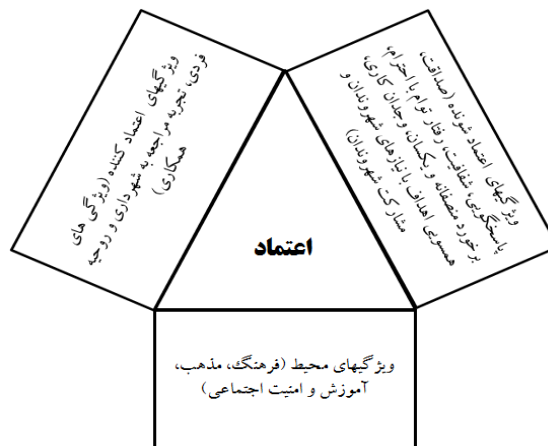 ویژگیهای اعتماد شونده (صداقت،
پاسخگویی، شفافیت، رفتار توام با احترام،
برخورد منصفانه و یکسان، وجدان کاری،
همسویی اهداف با نیازهای شهروندان و
مشارکت شهروندان)
ویژگیهای اعتماد کننده (ویژگی های
فردی، تجربه مراجعه به شهرداری و روحیه
همکاری)
اعتماد
ویژگیهای محیط (فرهنگ، مذهب،
آموزش و امنیت اجتماعی)